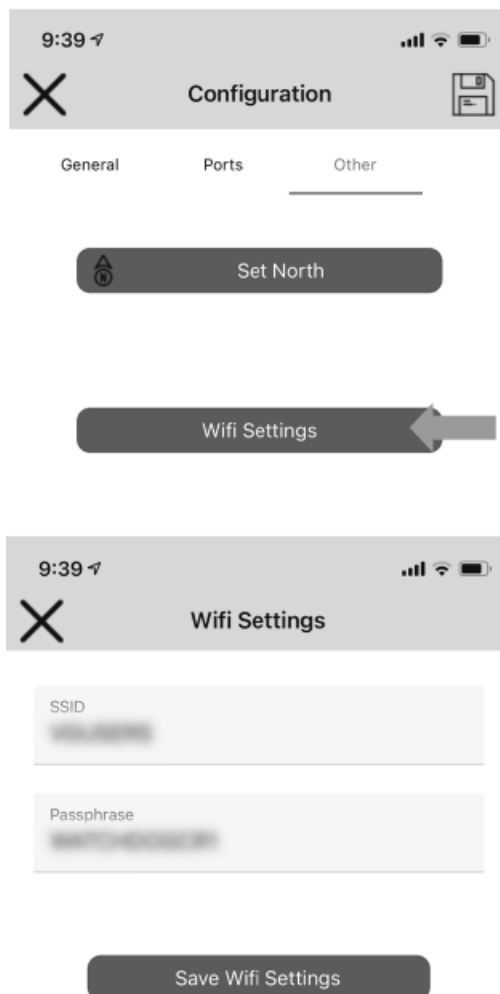 9:39
Configuration
General Ports Other
N
Set North
Wifi Settings
9:39
Wifi Settings
SSID
Passphrase
Save Wifi Settings